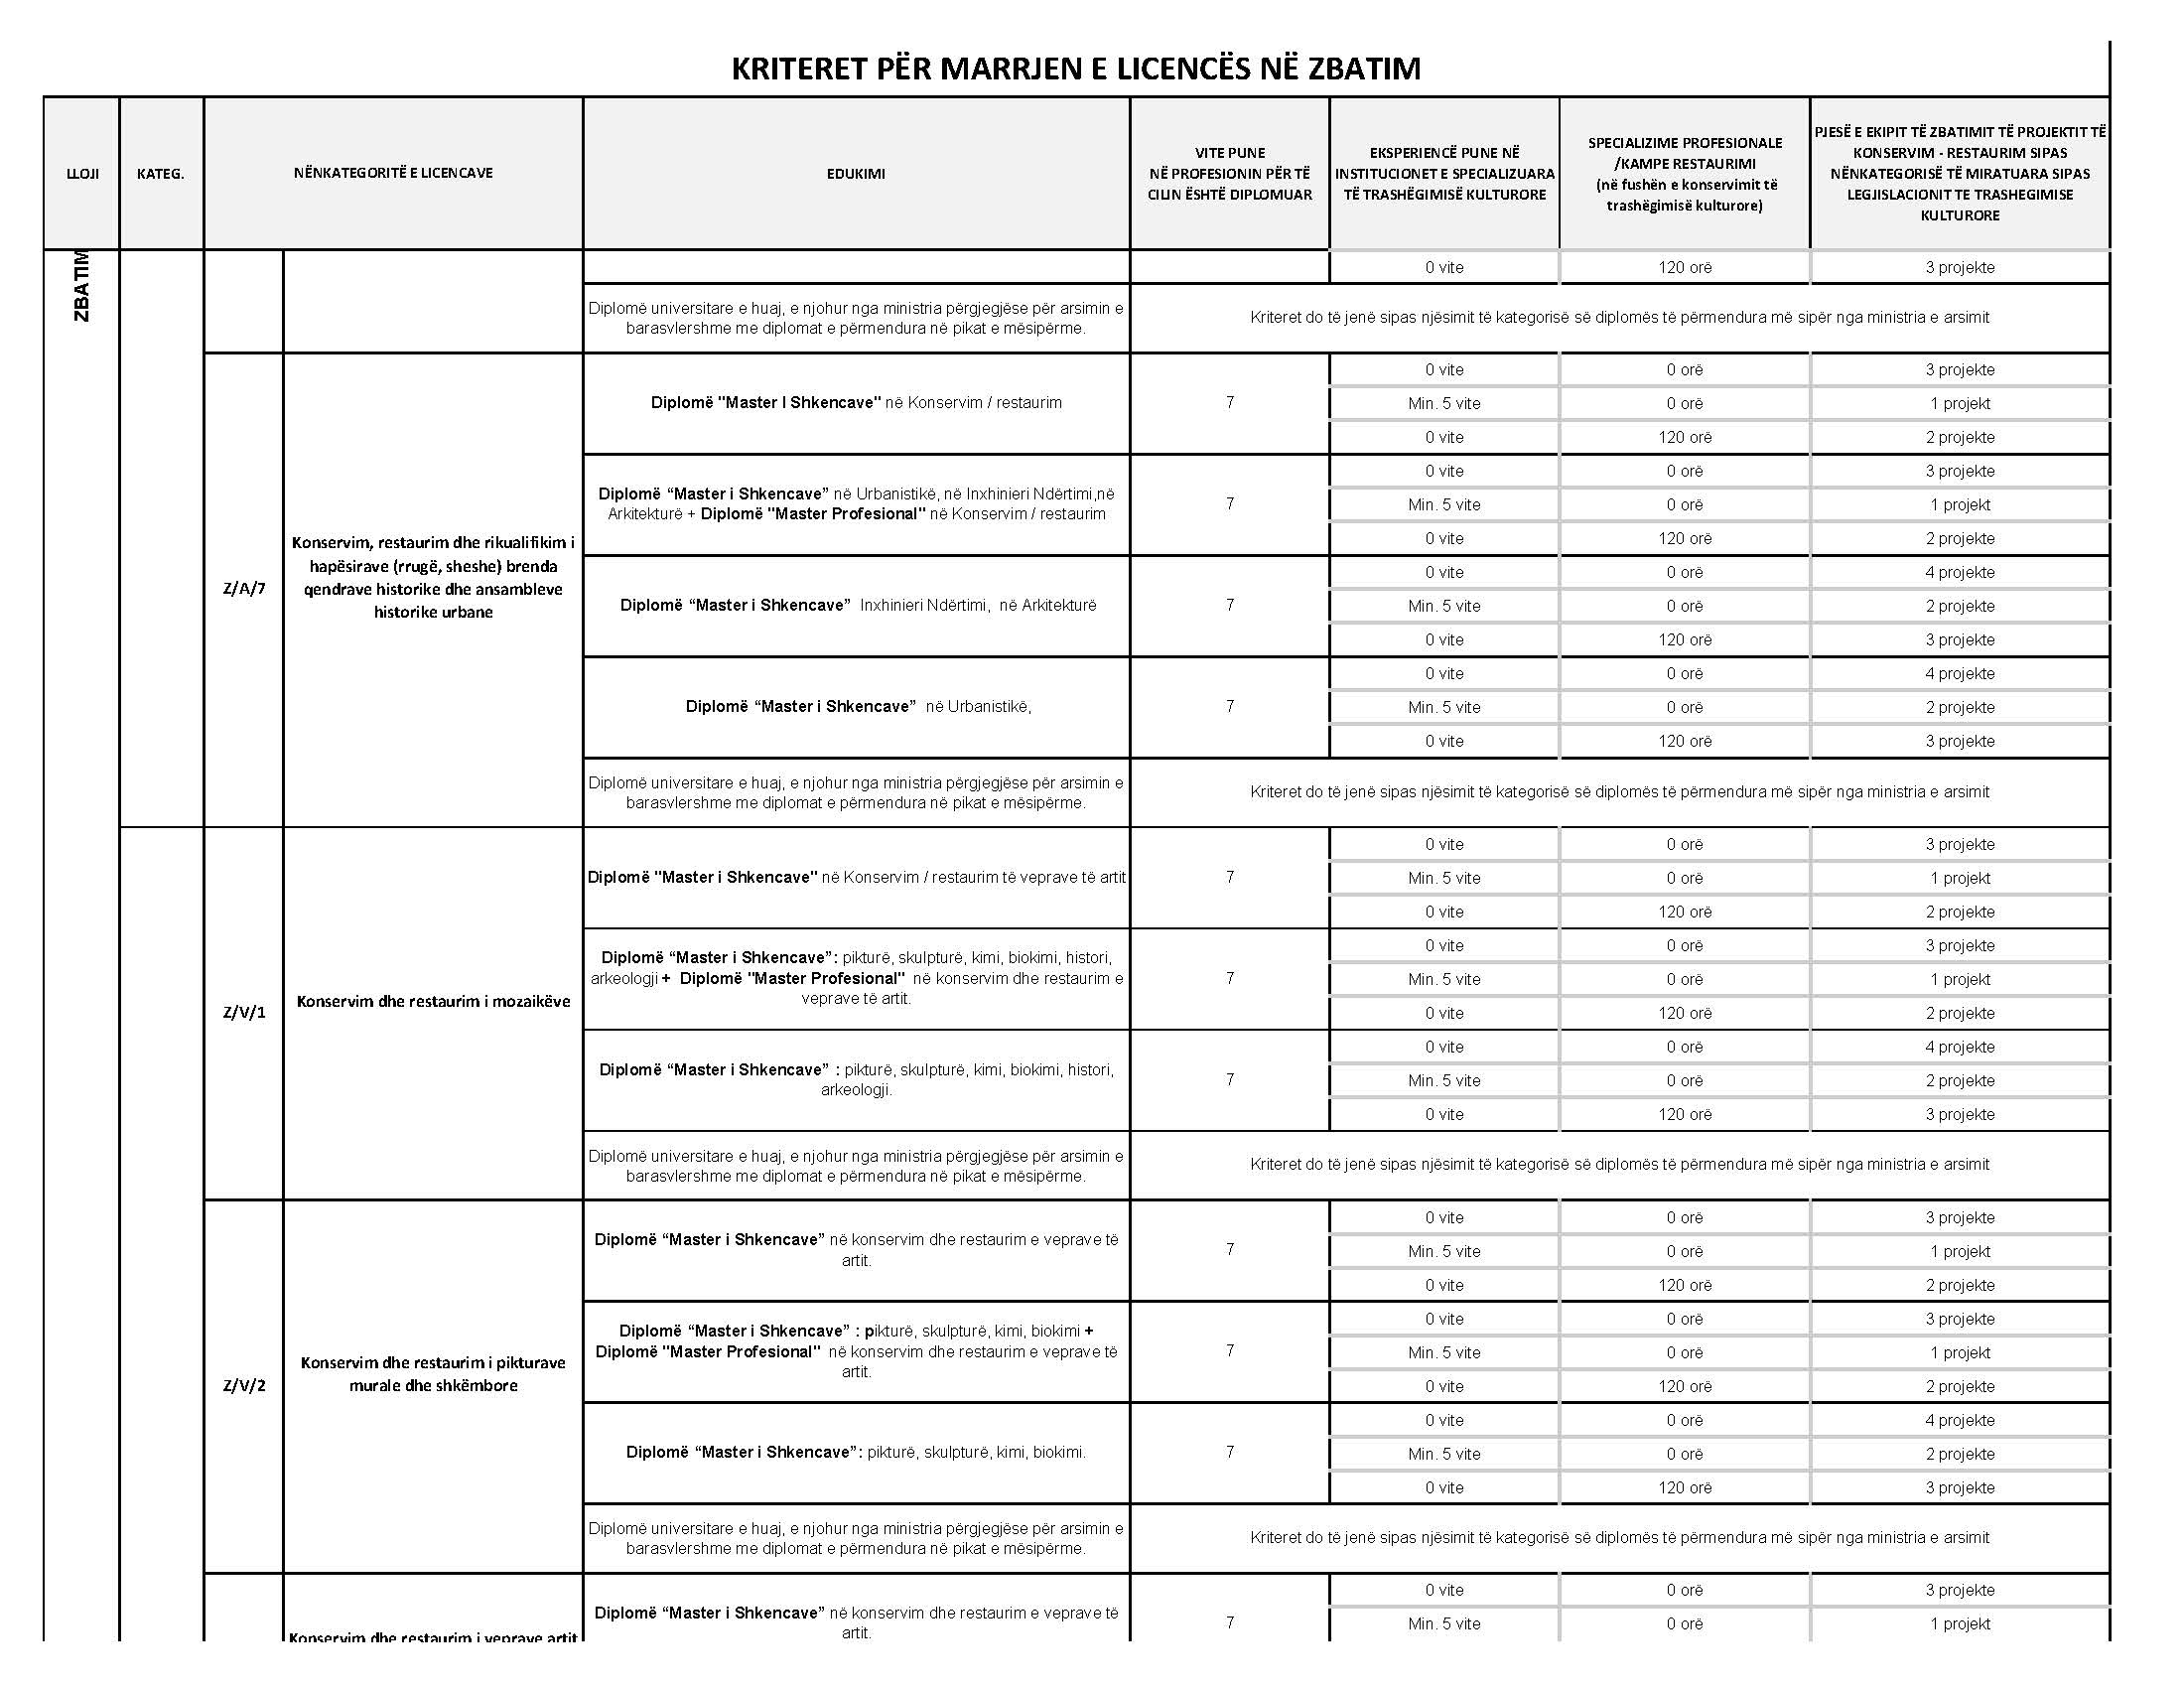 KRITERET PËR MARRJEN E LICENCËS NË ZBATIM
LLOJI
KATEG.
NËNKATEGORITË E LICENCAVE
EDUKIMI
VITE PUNE
NË PROFESIONIN PËR TË
CILIN ËSHTË DIPLOMUAR
EKSPERIENCË PUNE NË
INSTITUCIONET E SPECIALIZUARA
TË TRASHËGIMISË KULTURORE
SPECIALIZIME PROFESIONALE
/KAMPE RESTAURIMI
(në fushën e konservimit të
trashëgimisë kulturore)
PJESË E EKIPIT TË ZBATIMIT TË PROJEKTIT TË
KONSERVIM - RESTAURIM SIPAS
NËNKATEGORISË TË MIRATUARA SIPAS
LEGJISLACIONIT TE TRASHEGIMISE
KULTURORE
ZBATIM
0 vite 120 orë 3 projekte
Diplomë universitare e huaj, e njohur nga ministria përgjegjëse për arsimin e
barasvlershme me diplomat e përmendura në pikat e mësipërme.
Kriteret do të jenë sipas njësimit të kategorisë së diplomës të përmendura më sipër nga ministria e arsimit
Z/A/7
Konservim, restaurim dhe rikualifikim i
hapësirave (rrugë, sheshe) brenda
qendrave historike dhe ansambleve
historike urbane
Diplomë "Master I Shkencave" në Konservim / restaurim
7
0 vite 0 orë 3 projekte
Min. 5 vite 0 orë 1 projekt
0 vite 120 orë 2 projekte
Diplomë “Master i Shkencave” në Urbanistikë, në Inxhinieri Ndërtimi,në
Arkitekturë + Diplomë "Master Profesional" në Konservim / restaurim
7
0 vite 0 orë 3 projekte
Min. 5 vite 0 orë 1 projekt
0 vite 120 orë 2 projekte
Diplomë “Master i Shkencave” Inxhinieri Ndërtimi, në Arkitekturë
7
0 vite 0 orë 4 projekte
Min. 5 vite 0 orë 2 projekte
0 vite 120 orë 3 projekte
Diplomë “Master i Shkencave” në Urbanistikë,
7
0 vite 0 orë 4 projekte
Min. 5 vite 0 orë 2 projekte
0 vite 120 orë 3 projekte
Diplomë universitare e huaj, e njohur nga ministria përgjegjëse për arsimin e
barasvlershme me diplomat e përmendura në pikat e mësipërme.
Kriteret do të jenë sipas njësimit të kategorisë së diplomës të përmendura më sipër nga ministria e arsimit
Z/V/1
Konservim dhe restaurim i mozaikëve
Diplomë "Master i Shkencave" në Konservim / restaurim të veprave të artit
7
0 vite 0 orë 3 projekte
Min. 5 vite 0 orë 1 projekt
0 vite 120 orë 2 projekte
Diplomë “Master i Shkencave”: pikturë, skulpturë, kimi, biokimi, histori,
arkeologji + Diplomë "Master Profesional" në konservim dhe restaurim e
veprave të artit.
7
0 vite 0 orë 3 projekte
Min. 5 vite 0 orë 1 projekt
0 vite 120 orë 2 projekte
Diplomë “Master i Shkencave” : pikturë, skulpturë, kimi, biokimi, histori,
arkeologji.
7
0 vite 0 orë 4 projekte
Min. 5 vite 0 orë 2 projekte
0 vite 120 orë 3 projekte
Diplomë universitare e huaj, e njohur nga ministria përgjegjëse për arsimin e
barasvlershme me diplomat e përmendura në pikat e mësipërme.
Kriteret do të jenë sipas njësimit të kategorisë së diplomës të përmendura më sipër nga ministria e arsimit
Z/V/2
Konservim dhe restaurim i pikturave
murale dhe shkëmbore
Diplomë “Master i Shkencave” në konservim dhe restaurim e veprave të
artit.
7
0 vite 0 orë 3 projekte
Min. 5 vite 0 orë 1 projekt
0 vite 120 orë 2 projekte
Diplomë “Master i Shkencave” : pikturë, skulpturë, kimi, biokimi +
Diplomë "Master Profesional" në konservim dhe restaurim e veprave të
artit.
7
0 vite 0 orë 3 projekte
Min. 5 vite 0 orë 1 projekt
0 vite 120 orë 2 projekte
Diplomë “Master i Shkencave”: pikturë, skulpturë, kimi, biokimi.
7
0 vite 0 orë 4 projekte
Min. 5 vite 0 orë 2 projekte
0 vite 120 orë 3 projekte
Diplomë universitare e huaj, e njohur nga ministria përgjegjëse për arsimin e
barasvlershme me diplomat e përmendura në pikat e mësipërme.
Kriteret do të jenë sipas njësimit të kategorisë së diplomës të përmendura më sipër nga ministria e arsimit
Konservim dhe restaurim i veprave artit
Diplomë “Master i Shkencave” në konservim dhe restaurim e veprave të
artit.
7
0 vite 0 orë 3 projekte
Min. 5 vite 0 orë 1 projekt